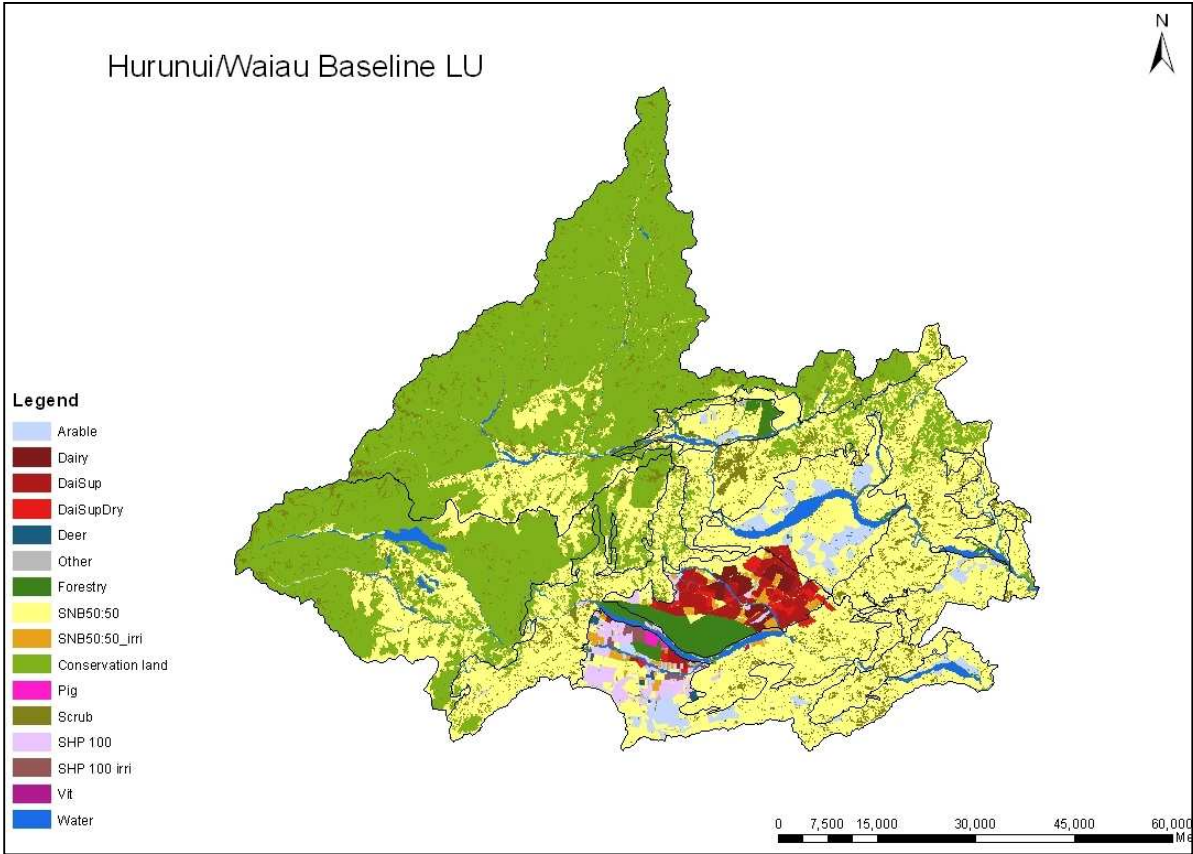 N
Hurunui/Waiau Baseline LU
Legend
Arable
Dairy
DaiSup
DaiSupDry
Deer
Other
Forestry
SNB50:50
SNB50:50_irri
Conservation land
Pig
Scrub
SHP 100
SHP 100 irri
Vit
Water
0 7,500 15,000 30,000 45,000 60,000
Me